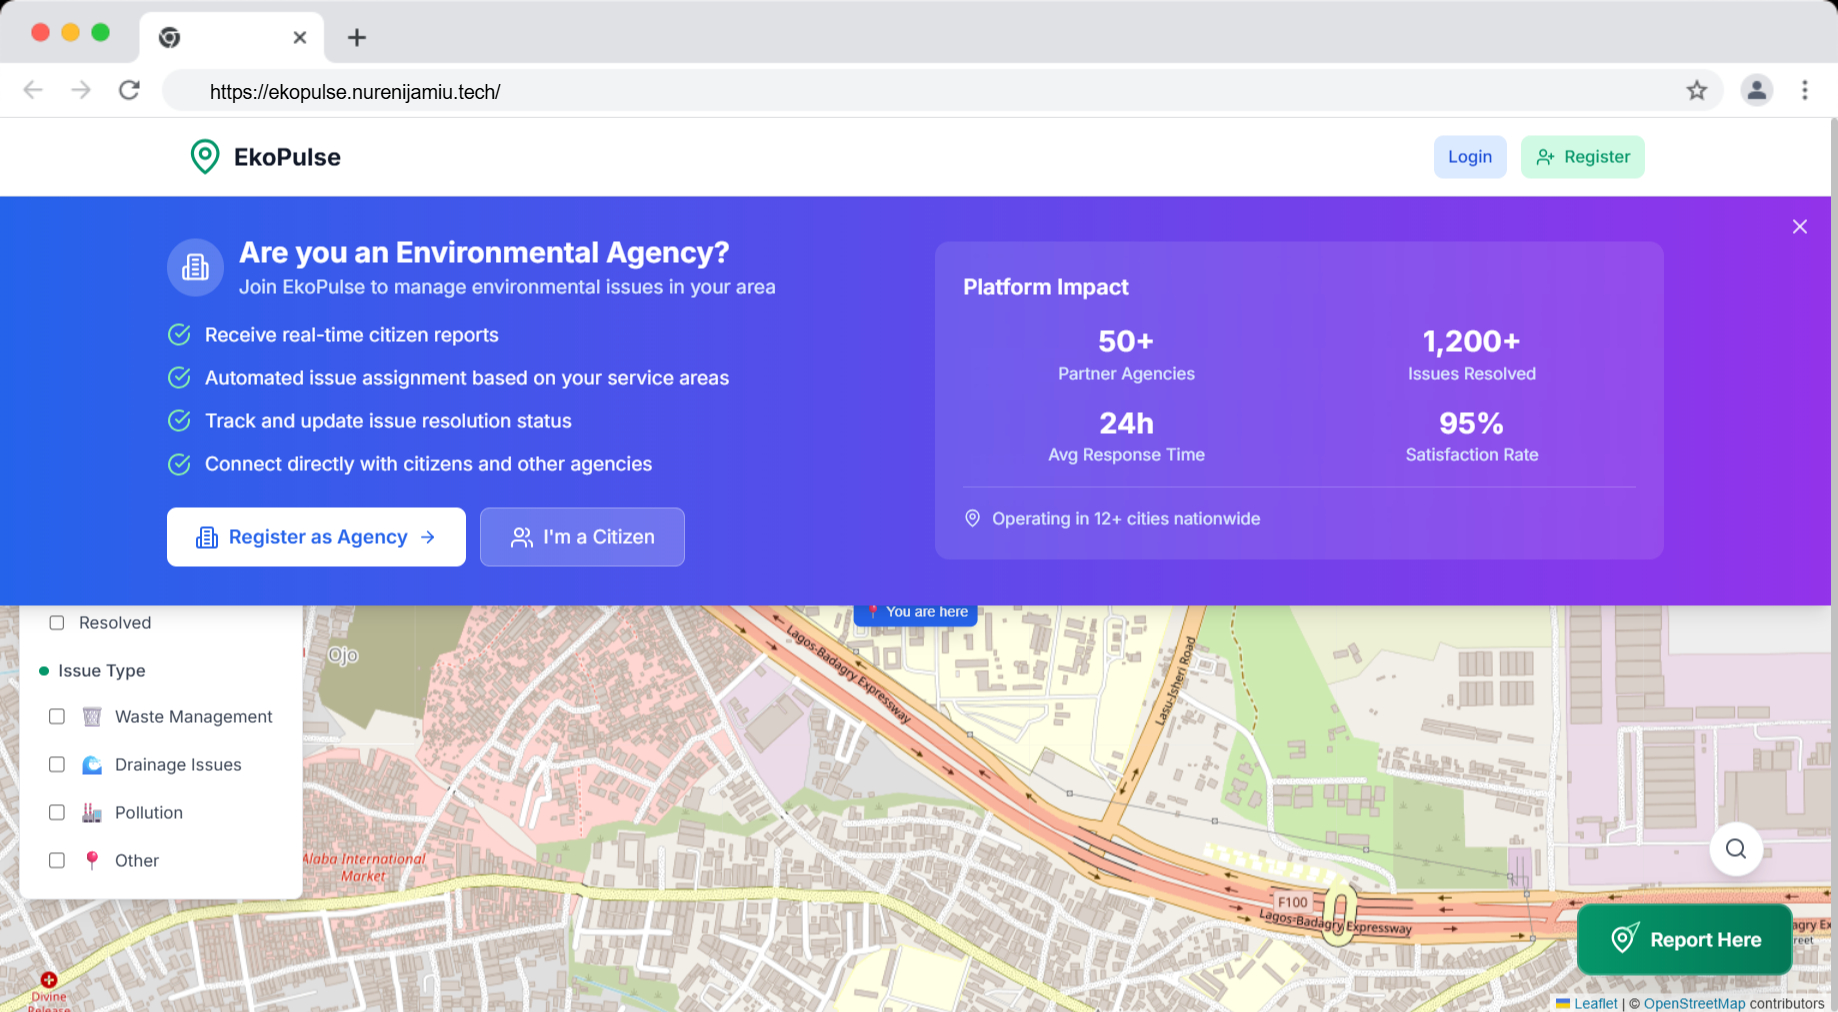 https://ekopulse.nurenijamiu.tech/
EkoPulse
Login
Register
Are you an Environmental Agency?
Join EkoPulse to manage environmental issues in your area
Receive real-time citizen reports
Automated issue assignment based on your service areas
Track and update issue resolution status
Connect directly with citizens and other agencies
Register as Agency
I'm a Citizen
Platform Impact
50+
Partner Agencies
1,200+
Issues Resolved
24h
Avg Response Time
95%
Satisfaction Rate
Operating in 12+ cities nationwide
You are here
Resolved
Issue Type
Waste Management
Drainage Issues
Pollution
Other
Ojo
Lagos-Badagry Expressway
Lasu-Isheri Road
Alaba International
Market
F100
Lagos-Badagry Expressway
Divine
Release
Report Here
Leaflet | © OpenStreetMap contributors